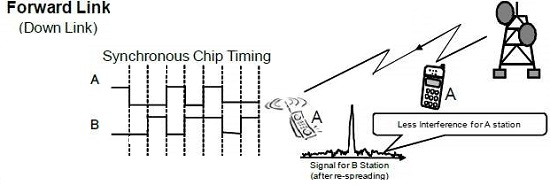 Forward Link
(Down Link)
Synchronous Chip Timing
A
B
A
A
Less Interference for A station
Signal for B Station
(after re-spreading)